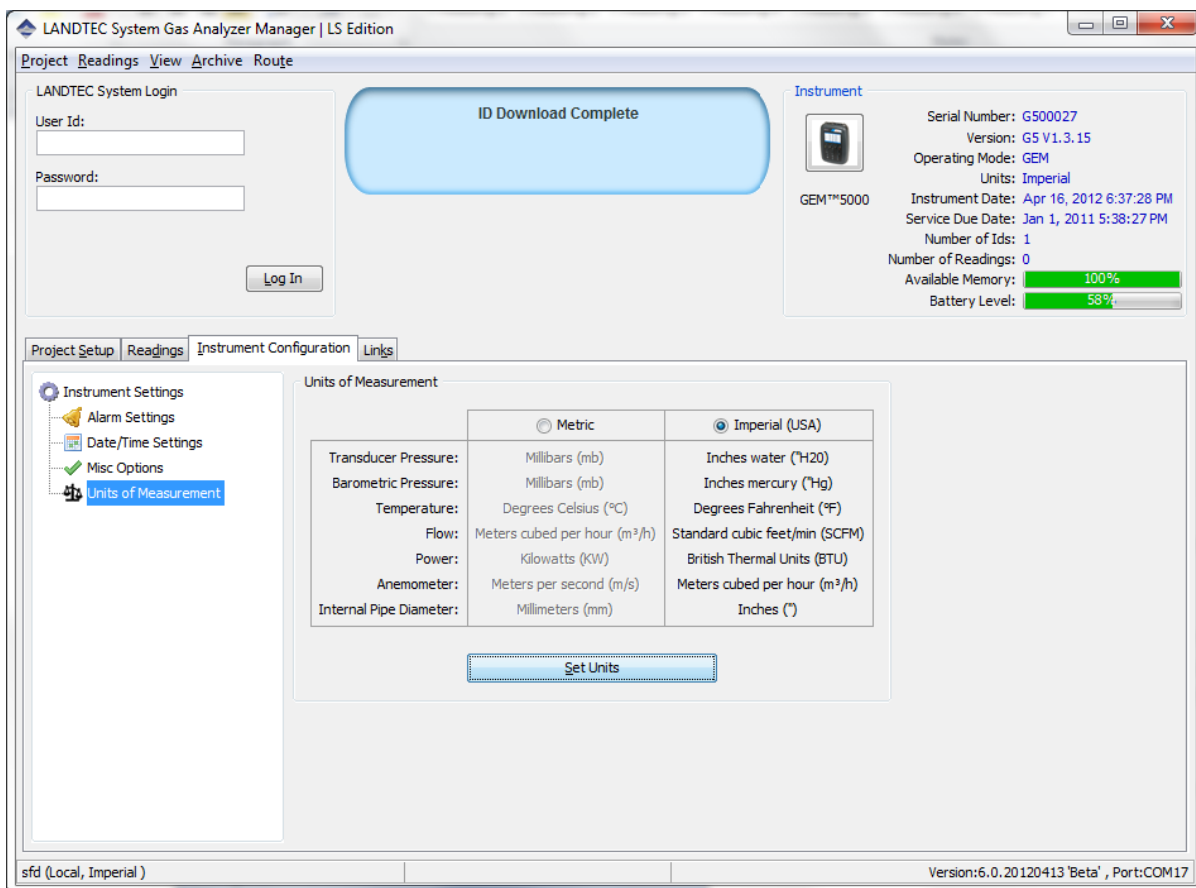 LANDTEC System Gas Analyzer Manager | LS Edition
Project Readings View Archive Route
LANDTEC System Login
User Id:
Password:
Log In
ID Download Complete
Instrument
GEM™5000
Serial Number: G500027
Version: G5 V1.3.15
Operating Mode: GEM
Units: Imperial
Instrument Date: Apr 16, 2012 6:37:28 PM
Service Due Date: Jan 1, 2011 5:38:27 PM
Number of Ids: 1
Number of Readings: 0
Available Memory: 100%
Battery Level: 58%
Project Setup Readings Instrument Configuration Links
Instrument Settings
Alarm Settings
Date/Time Settings
Misc Options
Units of Measurement
Units of Measurement
Metric Imperial (USA)
Transducer Pressure: Millibars (mb) Inches water ("H20)
Barometric Pressure: Millibars (mb) Inches mercury ("Hg)
Temperature: Degrees Celsius (°C) Degrees Fahrenheit (°F)
Flow: Meters cubed per hour (m³/h) Standard cubic feet/min (SCFM)
Power: Kilowatts (KW) British Thermal Units (BTU)
Anemometer: Meters per second (m/s) Meters cubed per hour (m³/h)
Internal Pipe Diameter: Millimeters (mm) Inches (")
Set Units
sfd (Local, Imperial ) Version:6.0.20120413 'Beta' , Port:COM17